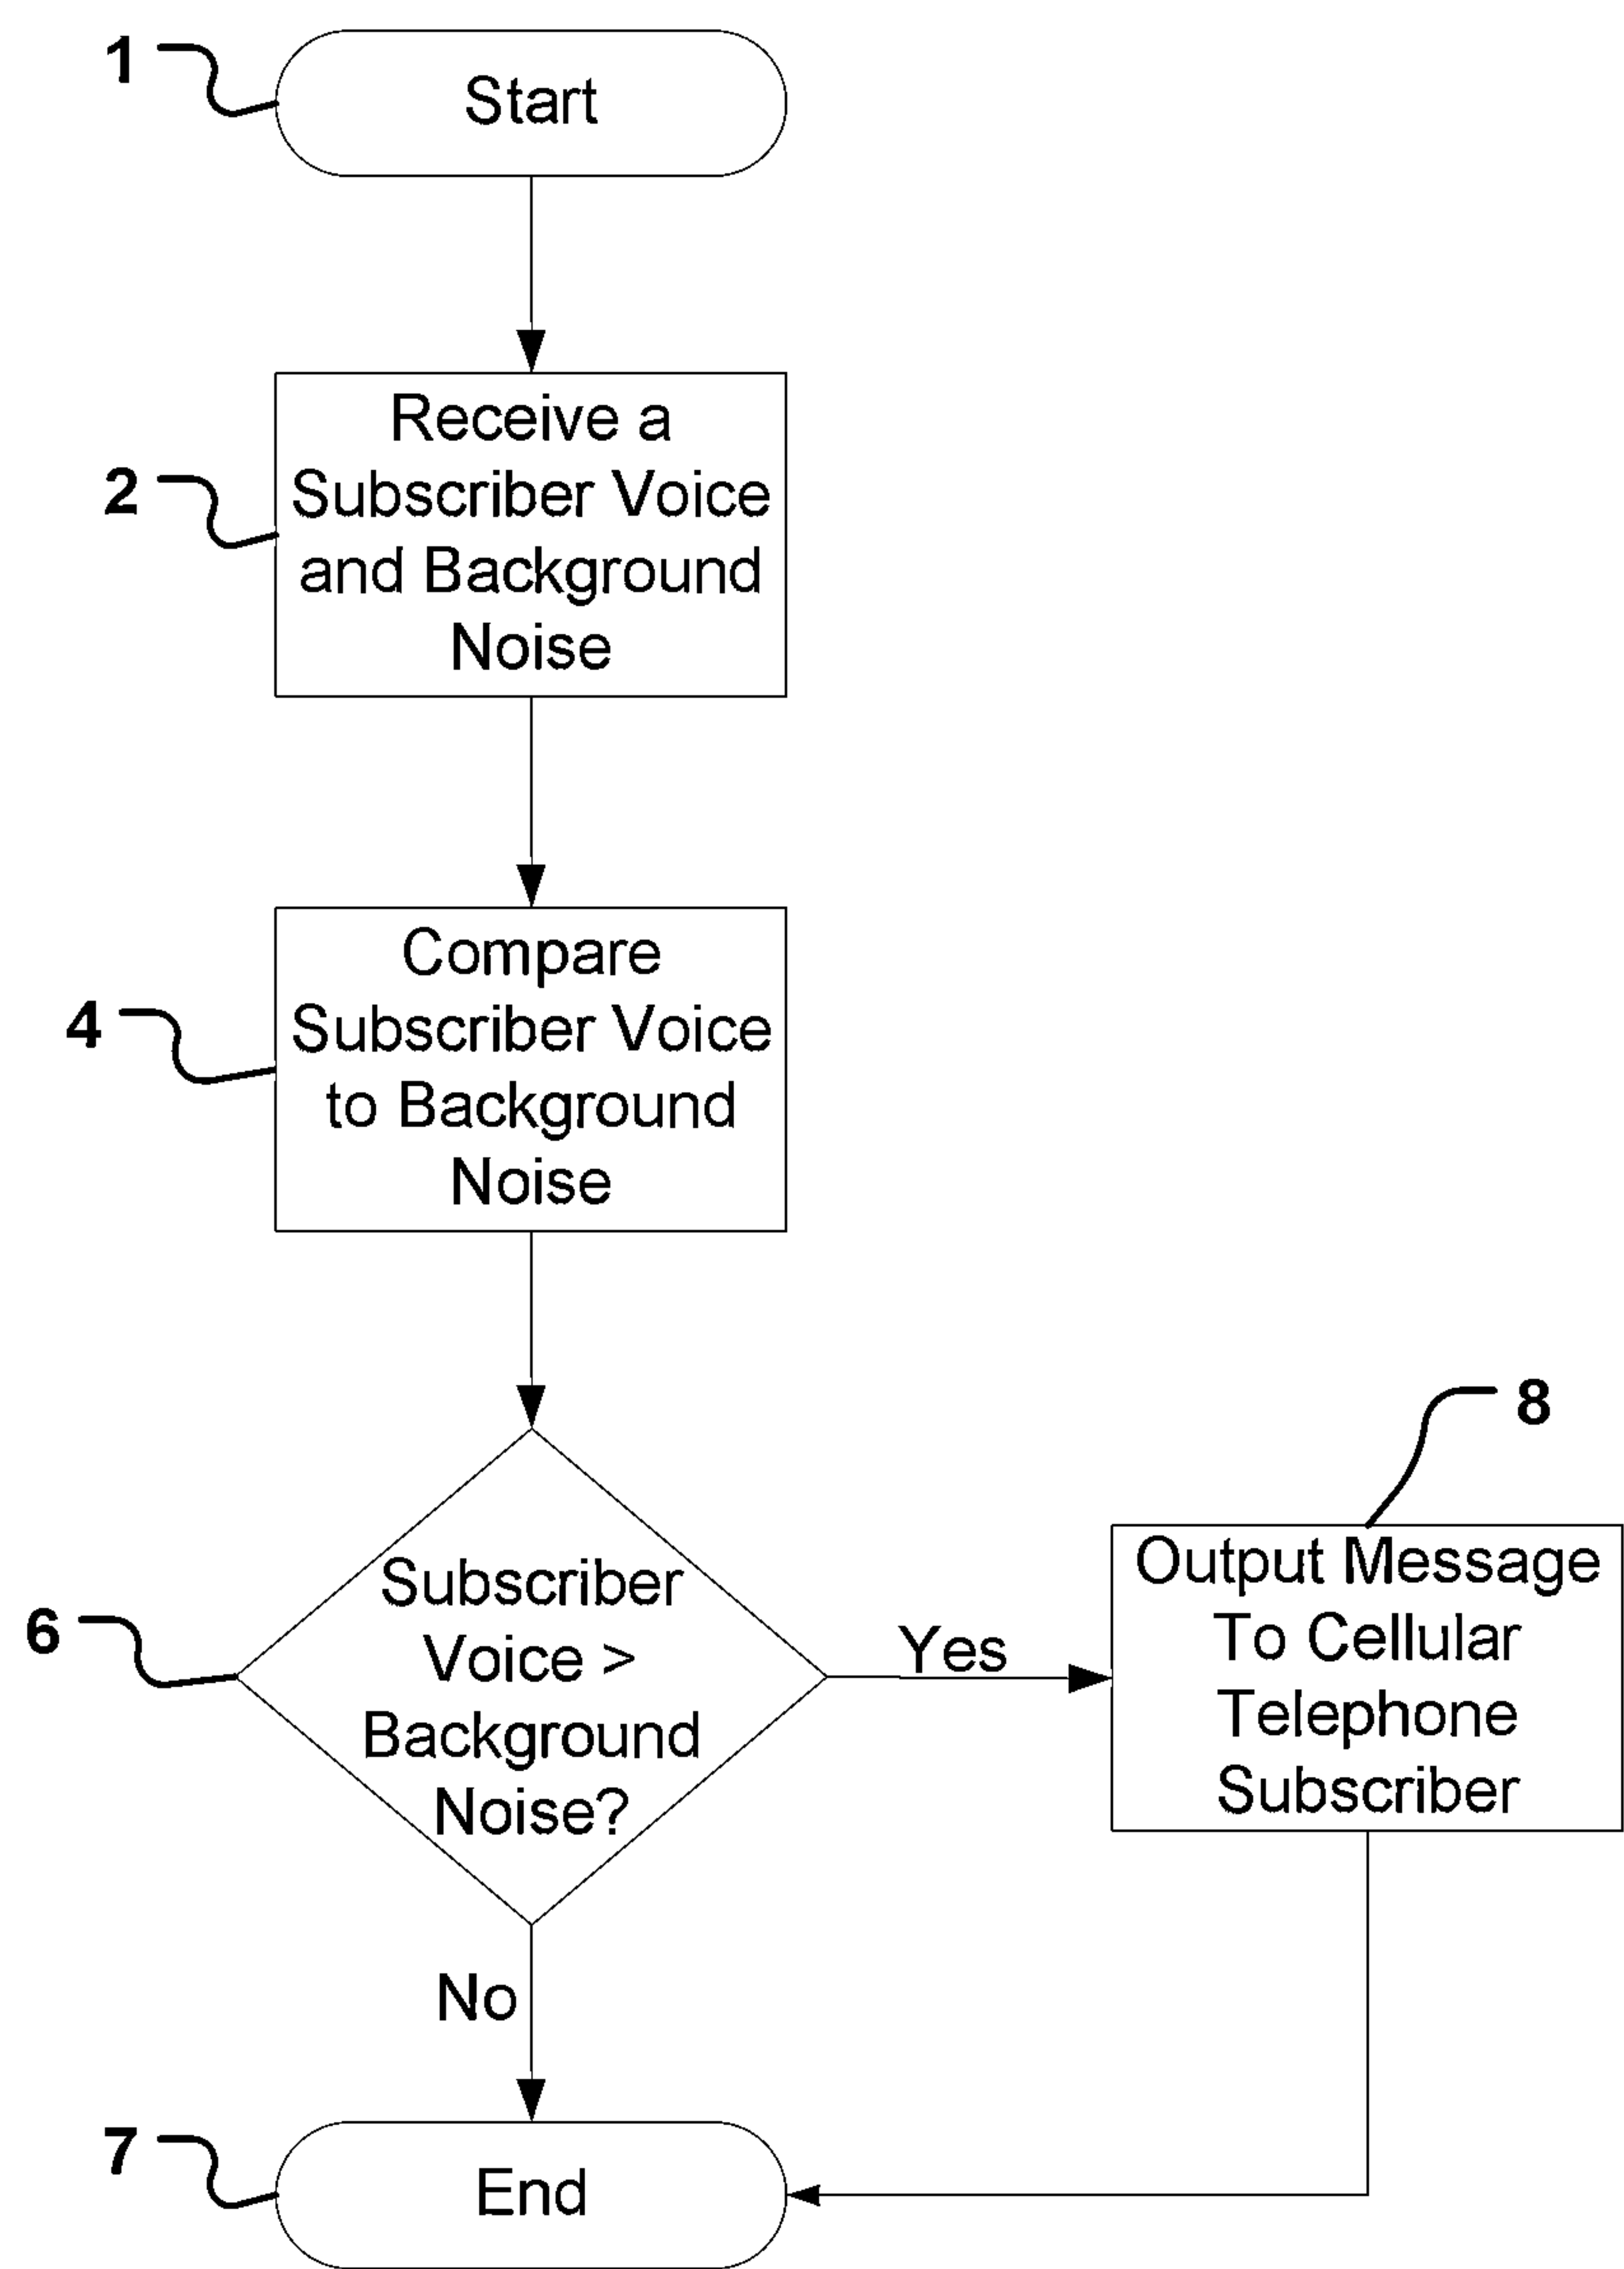 1
Start
2
Receive a
Subscriber Voice
and Background
Noise
4
Compare
Subscriber Voice
to Background
Noise
6
Subscriber
Voice >
Background
Noise?
Yes
8
Output Message
To Cellular
Telephone
Subscriber
No
7
End